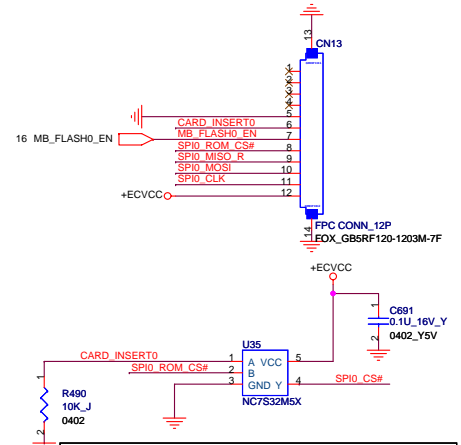 13
CN13
1
2
3
4
5
CARD_INSERT0
6
16 MB_FLASH0_EN
MB_FLASH0_EN
7
SPI0_ROM_CS#
8
SPI0_MISO_R
9
SPI0_MOSI
10
SPI0_CLK
11
+ECVCC
12
14
FPC CONN_12P
FOX_GB5RF120-1203M-7F
+ECVCC
1
C691
0.1U_16V_Y
0402_Y5V
2
U35
CARD_INSERT0
1
A VCC
5
SPI0_ROM_CS#
2
B
3
GND Y
4
SPI0_CS#
NC7S32M5X
1
R490
10K_J
0402
2